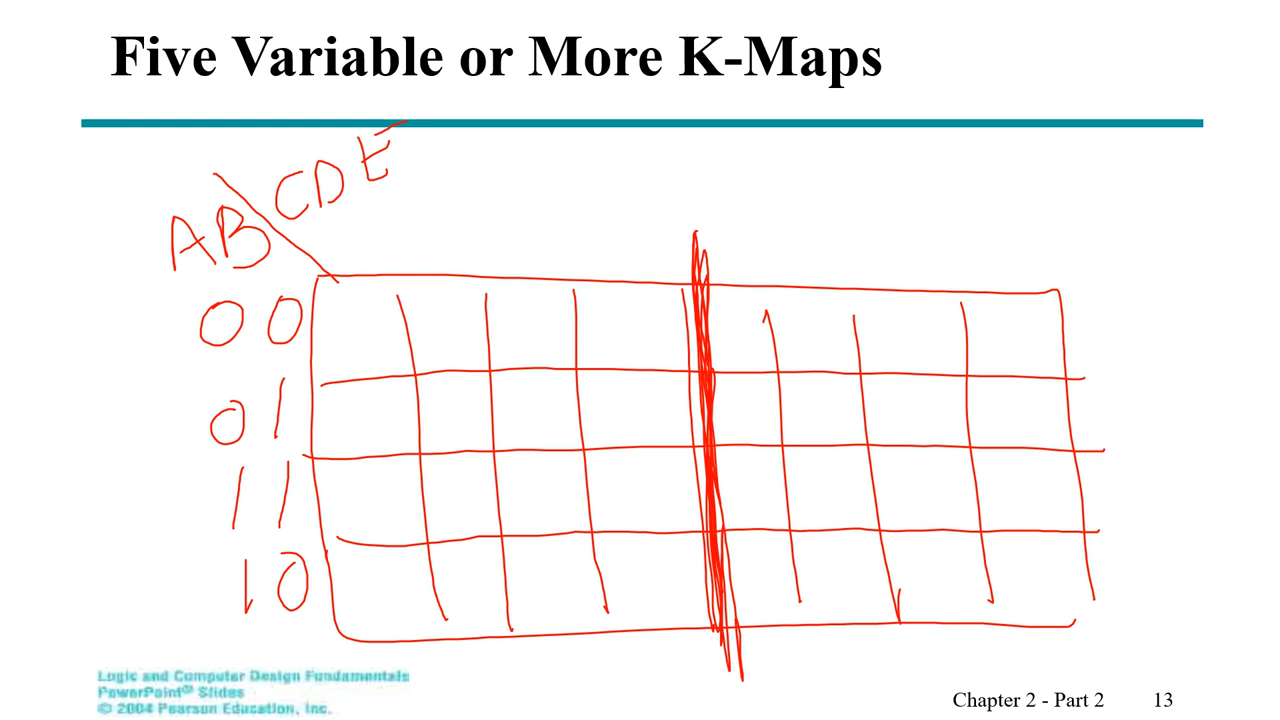 Five Variable or More K-Maps
CDE
AB
00
01
11
10
Logic and Computer Design Fundamentals
PowerPoint® Slides
© 2004 Pearson Education, Inc.
Chapter 2 - Part 2 13